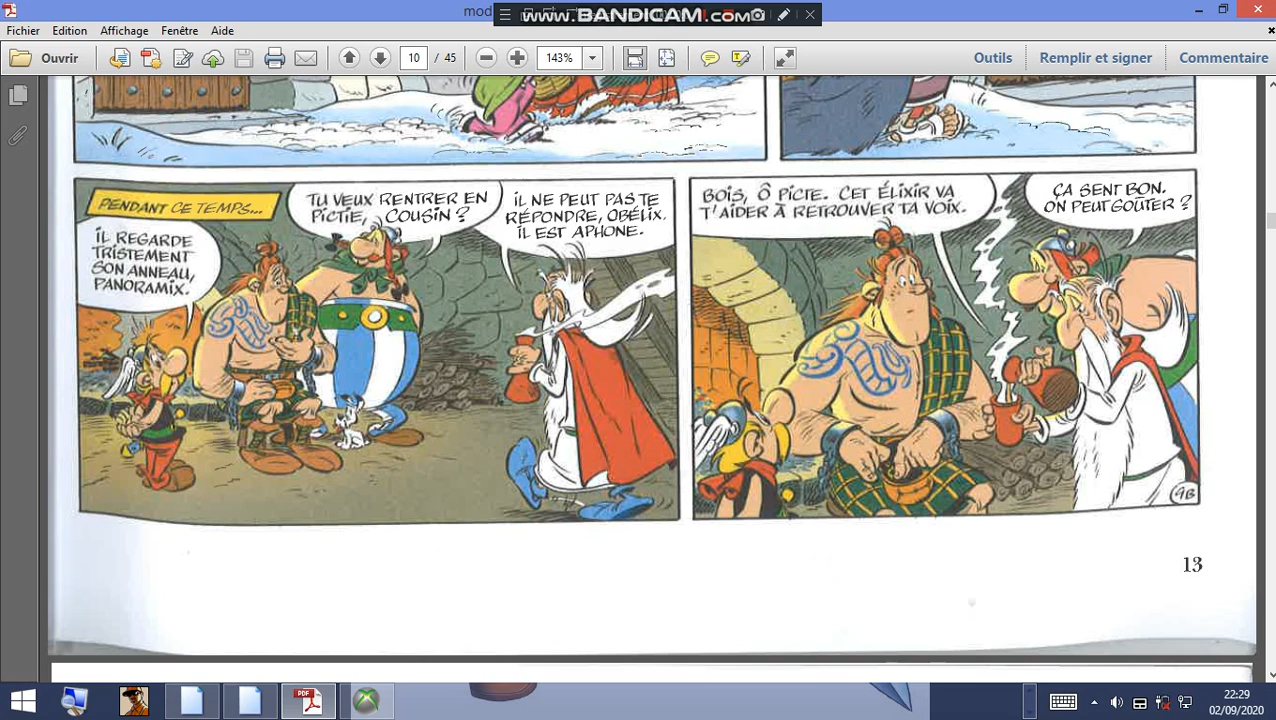 www.BANDICAM.com
Fichier Edition Affichage Fenêtre Aide
Ouvrir 10 / 45 143% Outils Remplir et signer Commentaire
PENDANT CE TEMPS...
IL REGARDE
TRISTEMENT
SON ANNEAU,
PANORAMIX.
TU VEUX RENTRER EN
PICTIE, COUSIN ?
IL NE PEUT PAS TE
RÉPONDRE, OBÉLIX.
IL EST APHONE.
BOIS, Ô PICTE. CET ÉLIXIR VA
T'AIDER À RETROUVER TA VOIX.
ÇA SENT BON.
ON PEUT GOÛTER ?
9B
13
PDF
22:29
02/09/2020